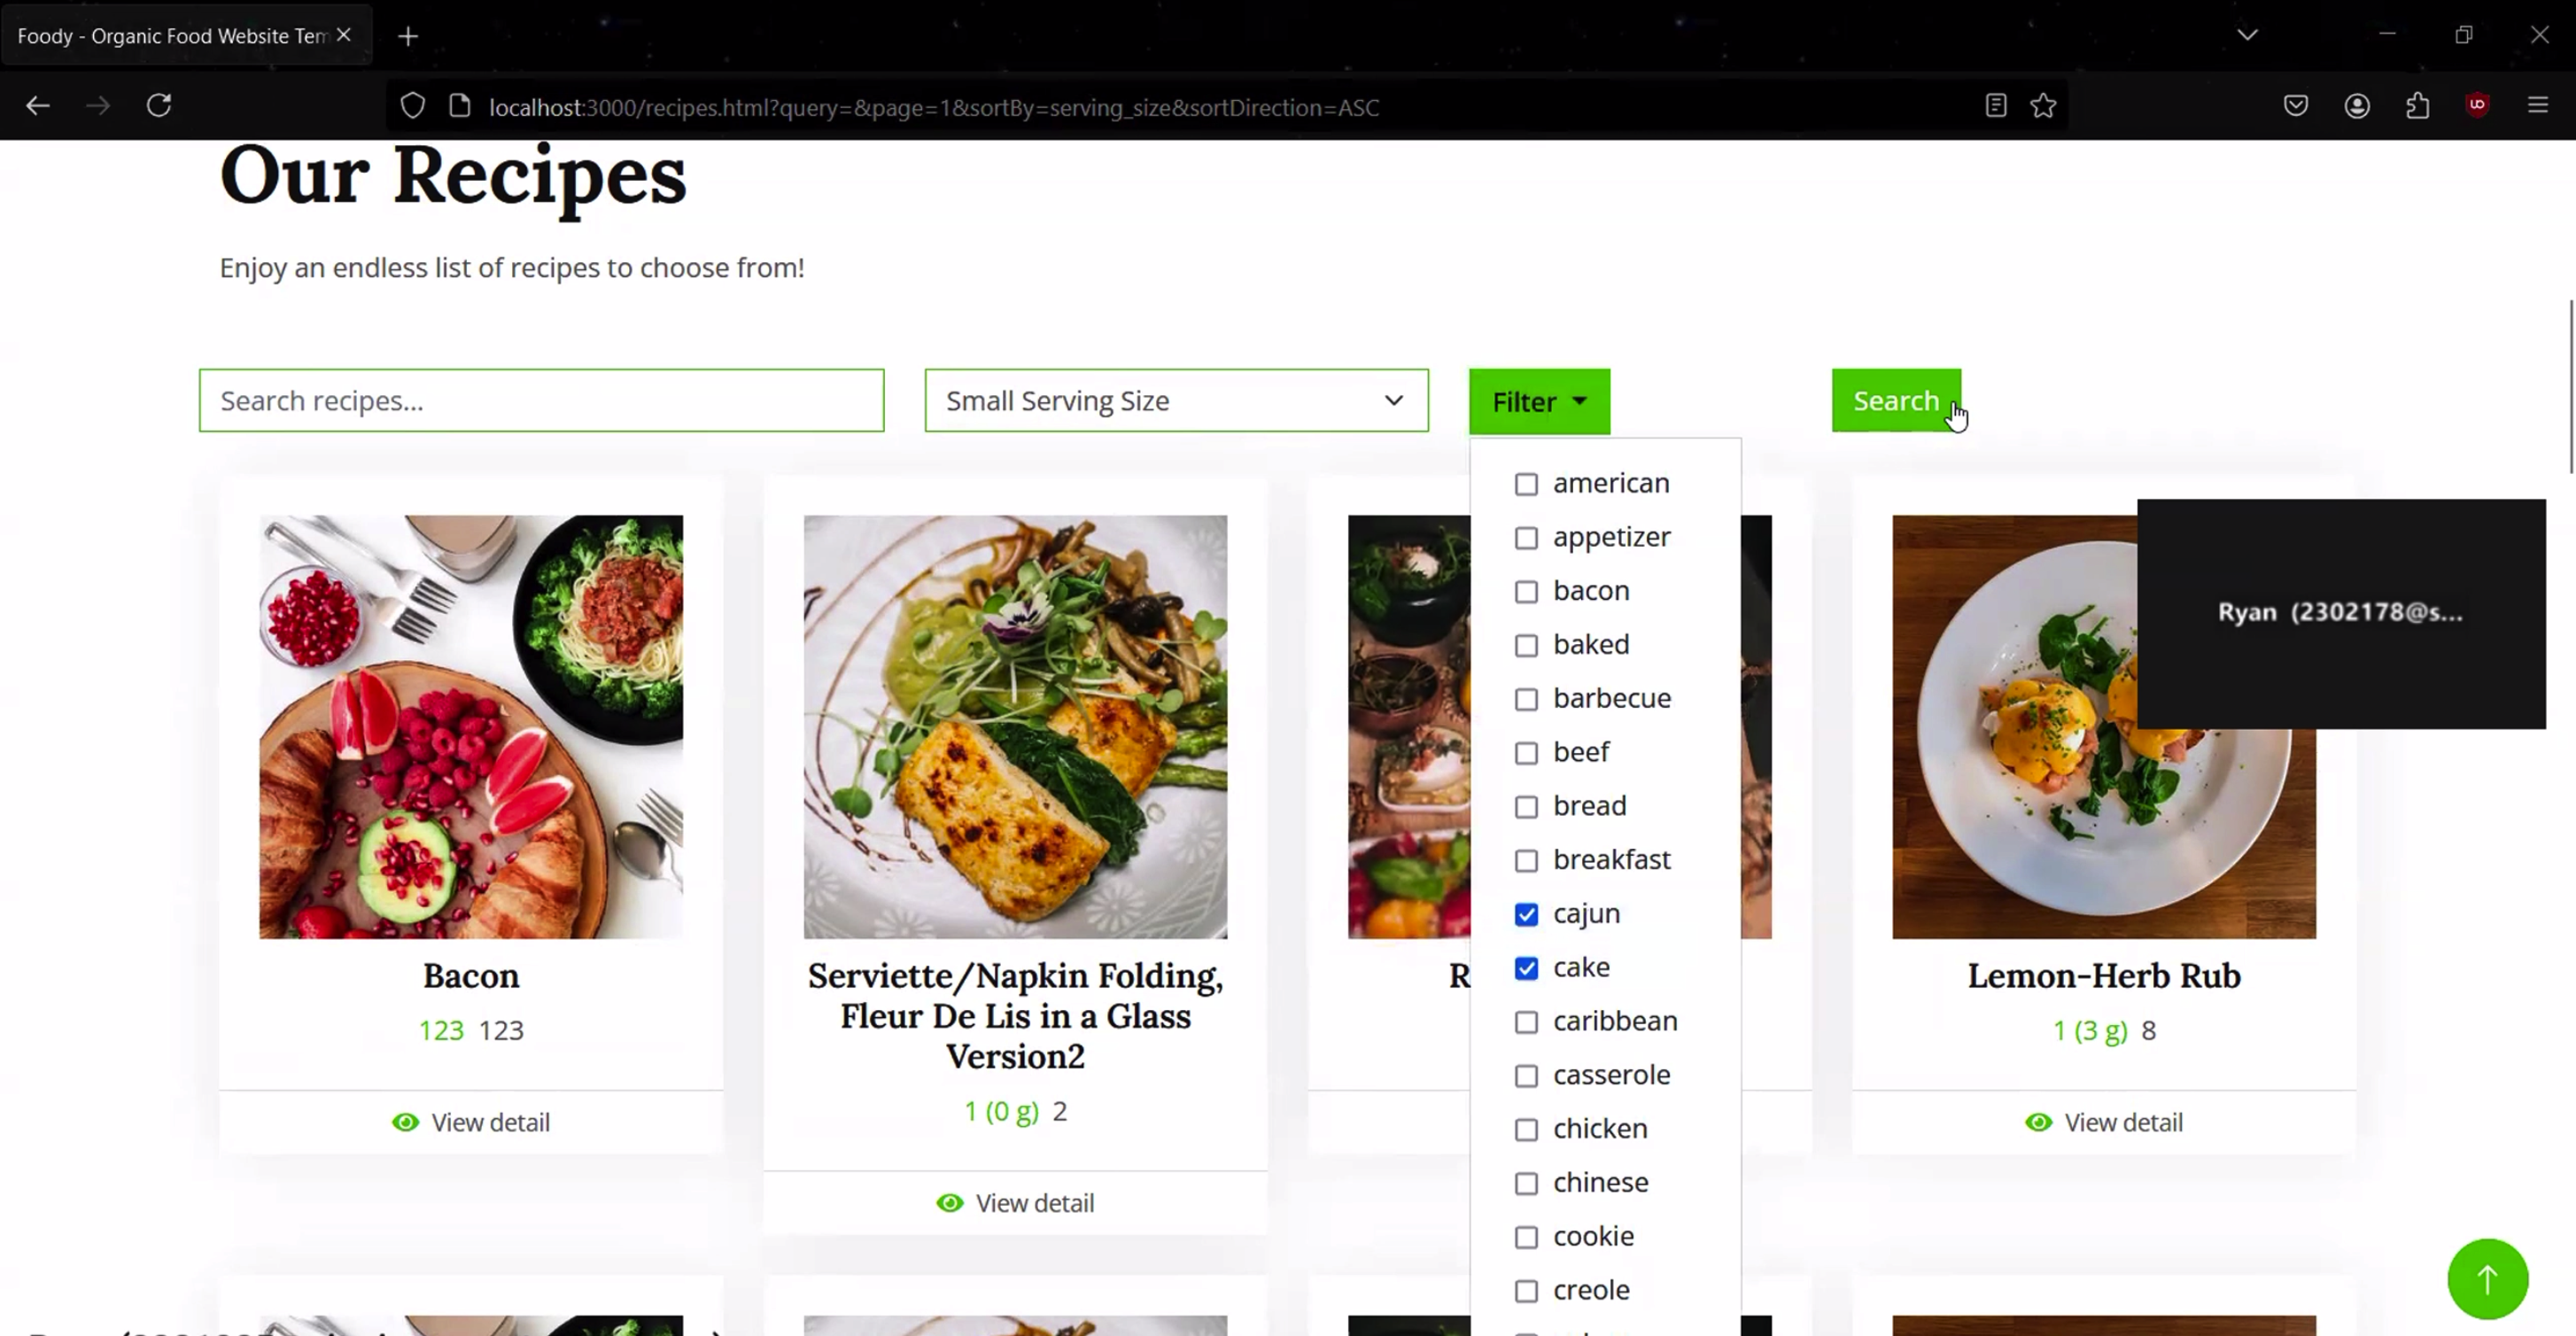 Foody - Organic Food Website Tem
localhost:3000/recipes.html?query=&page=1&sortBy=serving_size&sortDirection=ASC
Our Recipes
Enjoy an endless list of recipes to choose from!
Search recipes...
Small Serving Size
Filter
Search
american
appetizer
bacon
baked
barbecue
beef
bread
breakfast
cajun
cake
caribbean
casserole
chicken
chinese
cookie
creole
Ryan (2302178@s...
Bacon
123 123
View detail
Serviette/Napkin Folding,
Fleur De Lis in a Glass
Version2
1 (0 g) 2
View detail
R
Lemon-Herb Rub
1 (3 g) 8
View detail